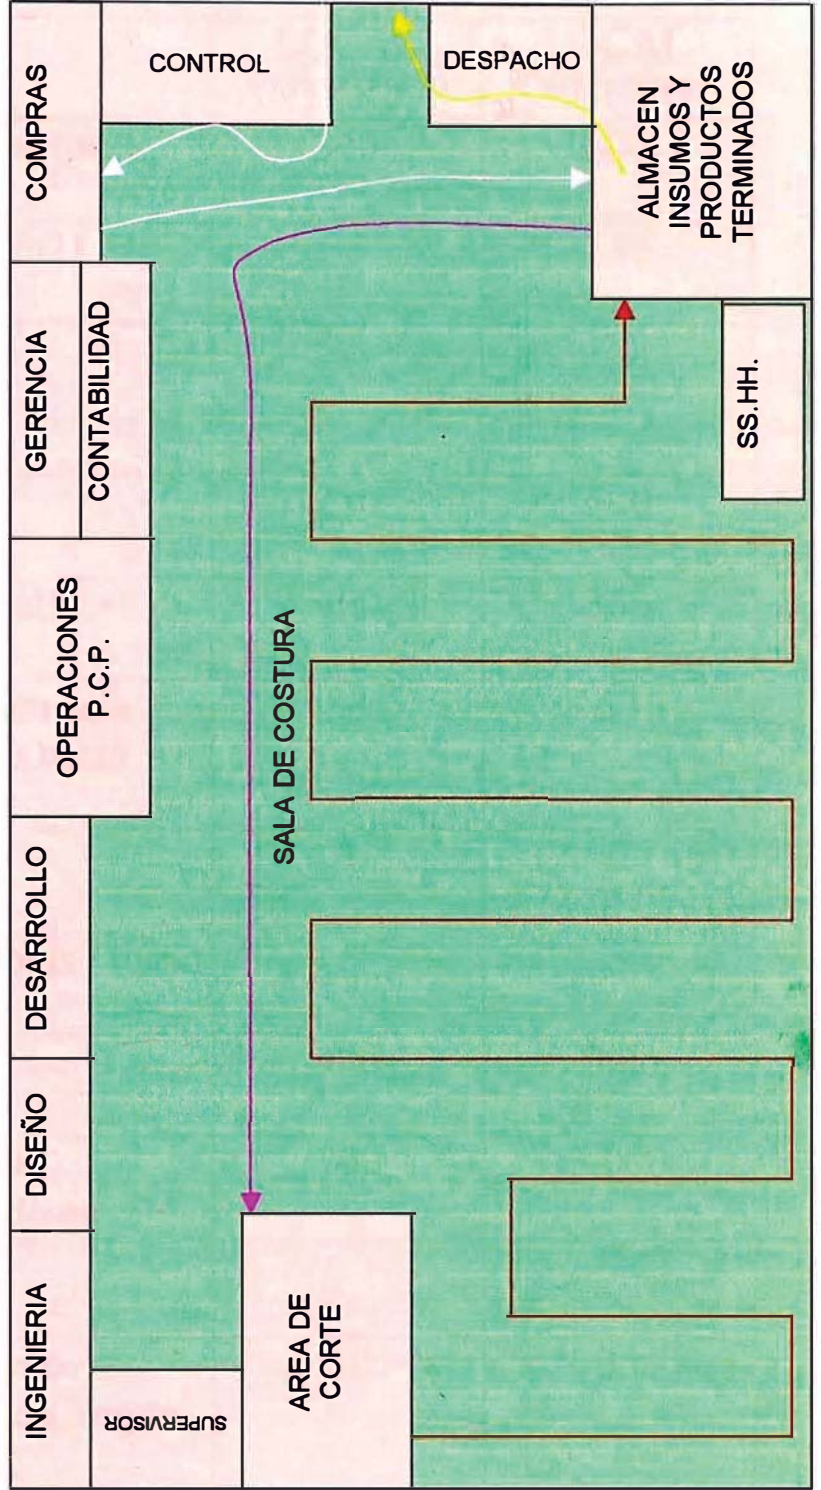 INGENIERIA
DISEÑO
DESARROLLO
OPERACIONES
P.C.P.
GERENCIA
CONTABILIDAD
COMPRAS
SUPERVISOR
CONTROL
AREA DE
CORTE
SALA DE COSTURA
DESPACHO
ALMACEN
INSUMOS Y
PRODUCTOS
TERMINADOS
SS.HH.